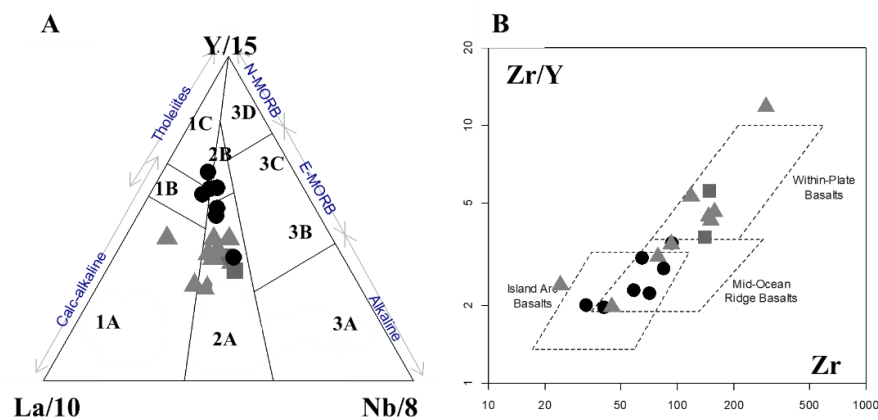 A
Y/15
Tholeiites
N-MORB
3D
1C
2B
3C
E-MORB
1B
3B
Calc-alkaline
Alkaline
1A
2A
3A
La/10
Nb/8
B
Zr/Y
20
10
5
2
1
Within-Plate
Basalts
Island Arc
Basalts
Mid-Ocean
Ridge Basalts
Zr
10
20
50
100
200
500
1000